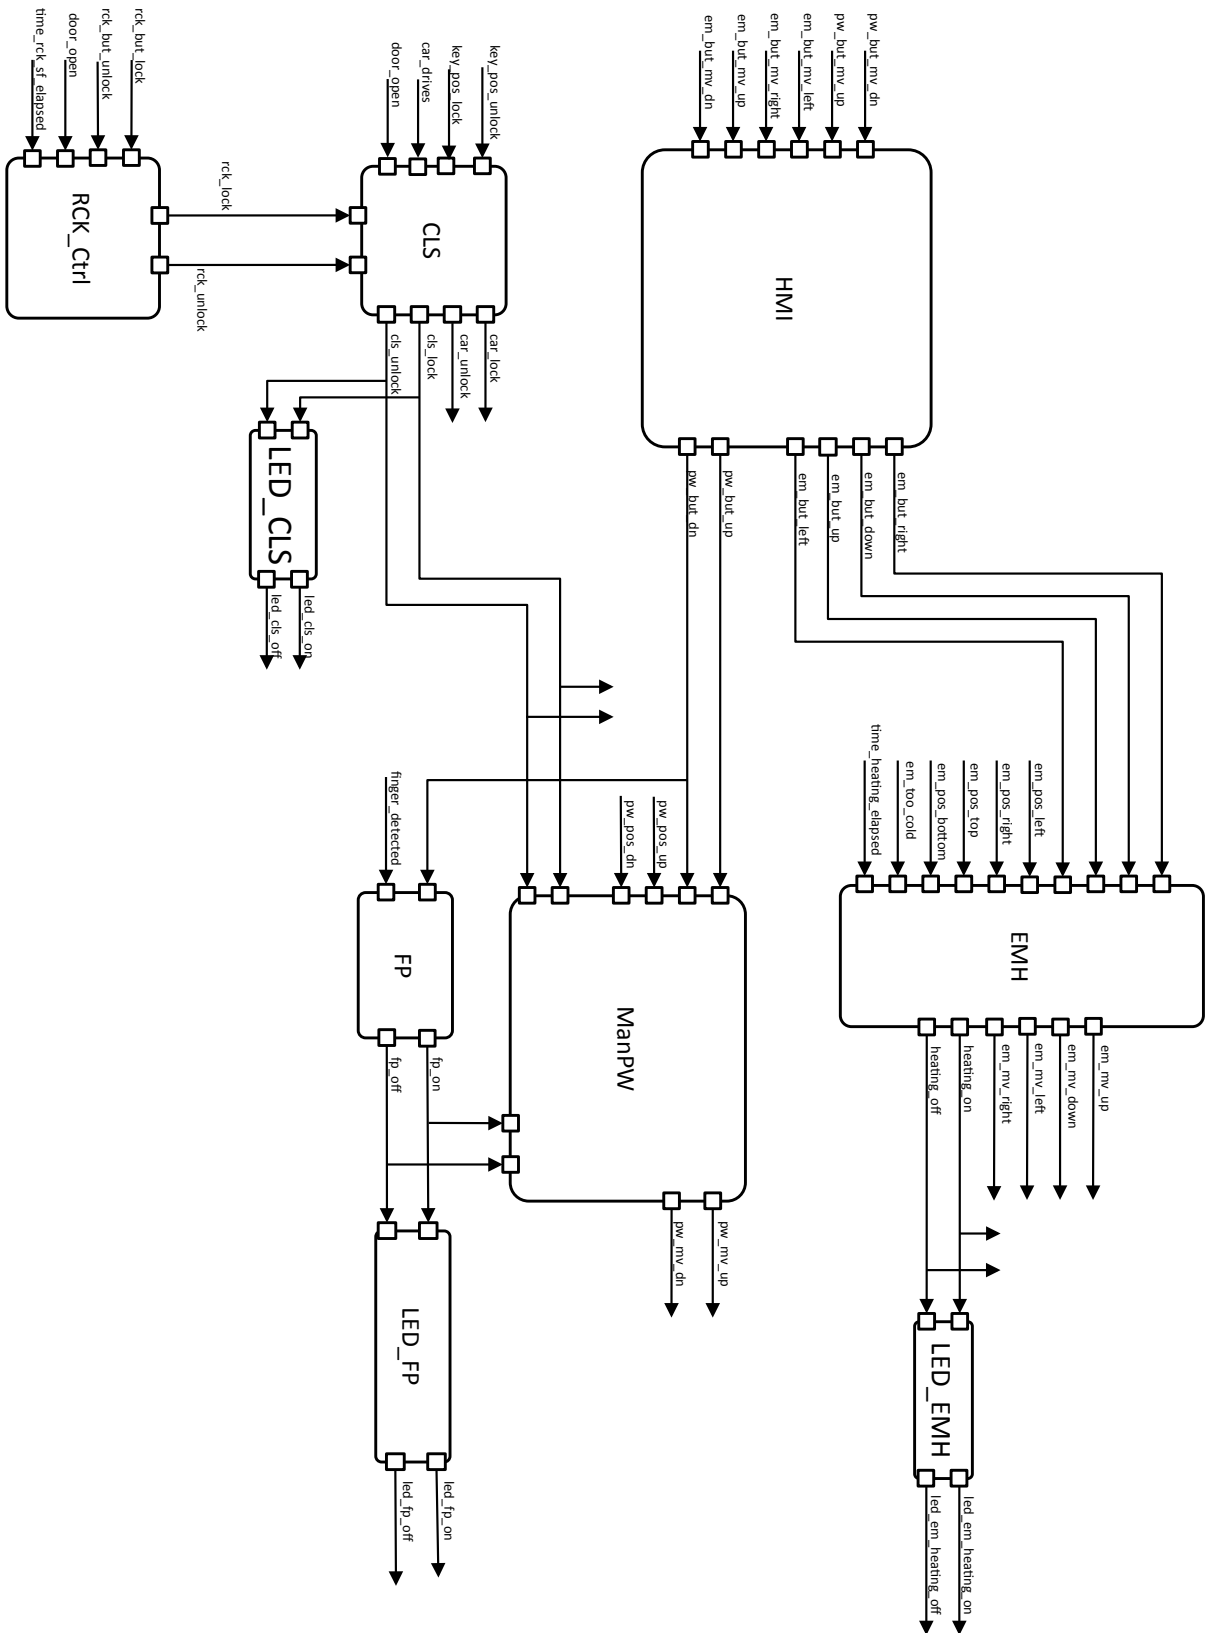 pw_but_mv_dn
pw_but_mv_up
em_but_mv_left
em_but_mv_right
em_but_mv_up
em_but_mv_dn
HMI
em_but_right
em_but_down
em_but_up
em_but_left
pw_but_up
pw_but_dn
key_pos_unlock
key_pos_lock
car_drives
door_open
CLS
car_lock
car_unlock
cls_lock
cls_unlock
rck_but_lock
rck_but_unlock
door_open
time_rck_sf_elapsed
RCK_Ctrl
rck_lock
rck_unlock
LED_CLS
led_cls_on
led_cls_off
em_pos_left
em_pos_right
em_pos_top
em_pos_bottom
em_too_cold
time_heating_elapsed
EMH
em_mv_up
em_mv_down
em_mv_left
em_mv_right
heating_on
heating_off
LED_EMH
led_em_heating_on
led_em_heating_off
pw_pos_up
pw_pos_dn
ManPW
pw_mv_up
pw_mv_dn
finger_detected
FP
fp_on
fp_off
LED_FP
led_fp_on
led_fp_off